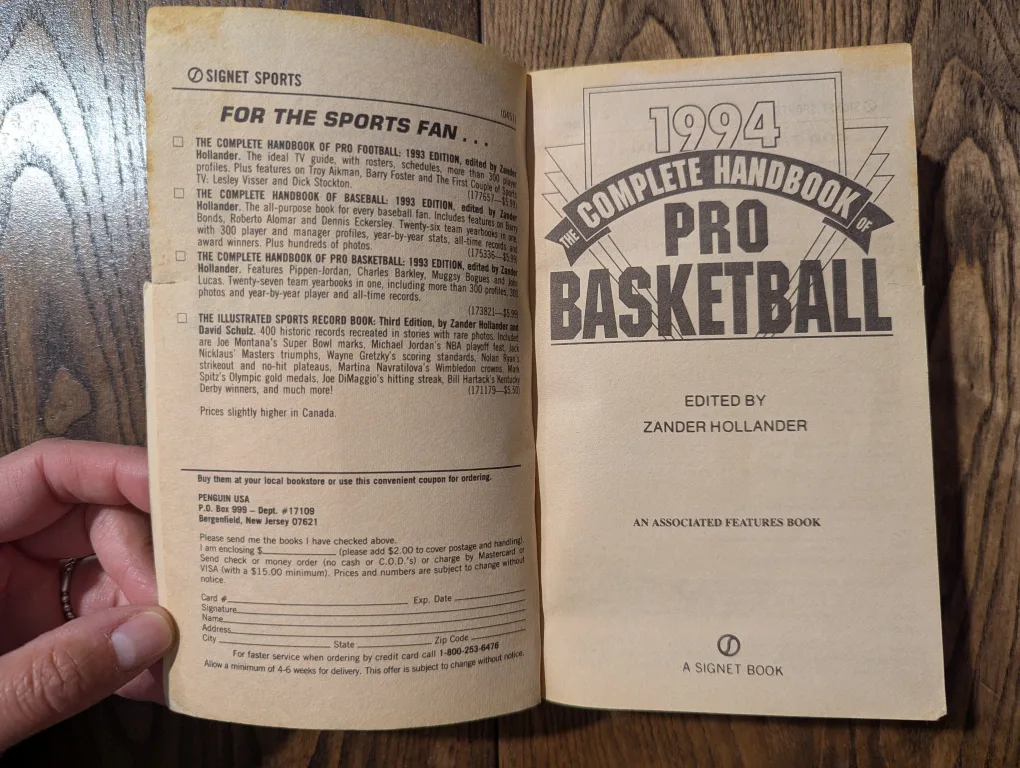 SIGNET SPORTS
(0451)
FOR THE SPORTS FAN . . .
THE COMPLETE HANDBOOK OF PRO FOOTBALL: 1993 EDITION, edited by Zander
Hollander. The ideal TV guide, with rosters, schedules, more than 300 player
profiles. Plus features on Troy Aikman, Barry Foster and The First Couple of Sports
TV: Lesley Visser and Dick Stockton. (177657—$5.99)
THE COMPLETE HANDBOOK OF BASEBALL: 1993 EDITION, edited by Zander
Hollander. The all-purpose book for every baseball fan. Includes features on Barry
Bonds, Roberto Alomar and Dennis Eckersley. Twenty-six team yearbooks in one,
with 300 player and manager profiles, year-by-year stats, all-time records and
award winners. Plus hundreds of photos. (175336—$5.99)
THE COMPLETE HANDBOOK OF PRO BASKETBALL: 1993 EDITION, edited by Zander
Hollander. Features Pippen-Jordan, Charles Barkley, Muggsy Bogues and John
Lucas. Twenty-seven team yearbooks in one, including more than 300 profiles, 300
photos and year-by-year player and all-time records.
(173821—$5.99)
THE ILLUSTRATED SPORTS RECORD BOOK: Third Edition, by Zander Hollander and
David Schulz. 400 historic records recreated in stories with rare photos. Included
are Joe Montana's Super Bowl marks, Michael Jordan's NBA playoff feat, Jack
Nicklaus' Masters triumphs, Wayne Gretzky's scoring standards, Nolan Ryan's
strikeout and no-hit plateaus, Martina Navratilova's Wimbledon crowns, Mark
Spitz's Olympic gold medals, Joe DiMaggio's hitting streak, Bill Hartack's Kentucky
Derby winners, and much more! (171179—$5.50)
Prices slightly higher in Canada.
Buy them at your local bookstore or use this convenient coupon for ordering.
PENGUIN USA
P.O. Box 999 – Dept. #17109
Bergenfield, New Jersey 07621
Please send me the books I have checked above.
I am enclosing $ (please add $2.00 to cover postage and handling).
Send check or money order (no cash or C.O.D.'s) or charge by Mastercard or
VISA (with a $15.00 minimum). Prices and numbers are subject to change without
notice.
Card # Exp. Date
Signature
Name
Address
City State Zip Code
For faster service when ordering by credit card call 1-800-253-6476
Allow a minimum of 4-6 weeks for delivery. This offer is subject to change without notice.
1994
THE COMPLETE HANDBOOK OF
PRO
BASKETBALL
EDITED BY
ZANDER HOLLANDER
AN ASSOCIATED FEATURES BOOK
A SIGNET BOOK